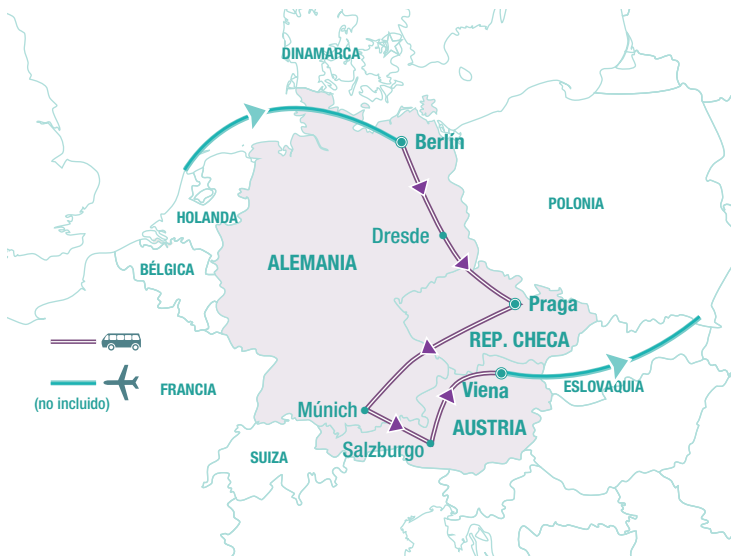 DINAMARCA
Berlín
POLONIA
HOLANDA
Dresde
ALEMANIA
BÉLGICA
Praga
REP. CHECA
FRANCIA
(no incluido)
Viena
ESLOVAQUIA
Múnich
AUSTRIA
Salzburgo
SUIZA